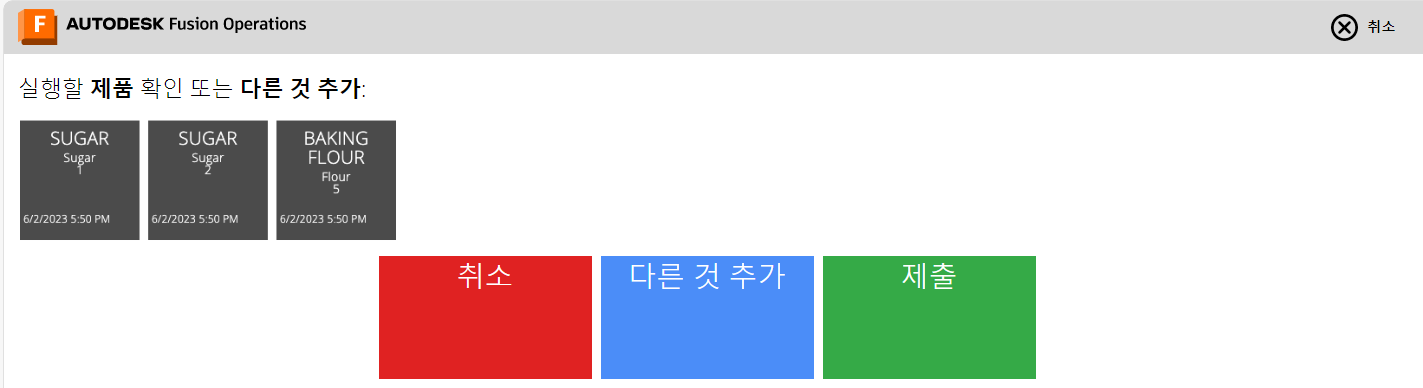 F AUTODESK Fusion Operations
취소
실행할 제품 확인 또는 다른 것 추가:
SUGAR
Sugar
1
6/2/2023 5:50 PM
SUGAR
Sugar
2
6/2/2023 5:50 PM
BAKING
FLOUR
Flour
5
6/2/2023 5:50 PM
취소
다른 것 추가
제출